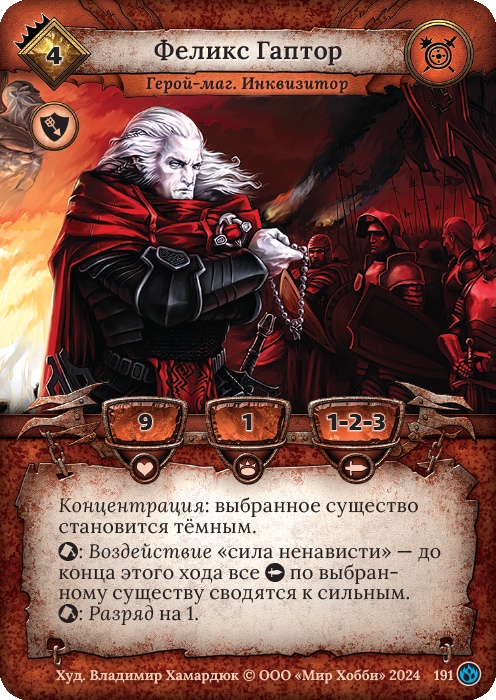 4
Феликс Гаптор
Герой-маг. Инквизитор
9
1
1-2-3
Концентрация: выбранное существо
становится тёмным.
: Воздействие «сила ненависти» — до
конца этого хода все по выбран-
ному существу сводятся к сильным.
: Разряд на 1.
Худ. Владимир Хамардюк © ООО «Мир Хобби» 2024 191